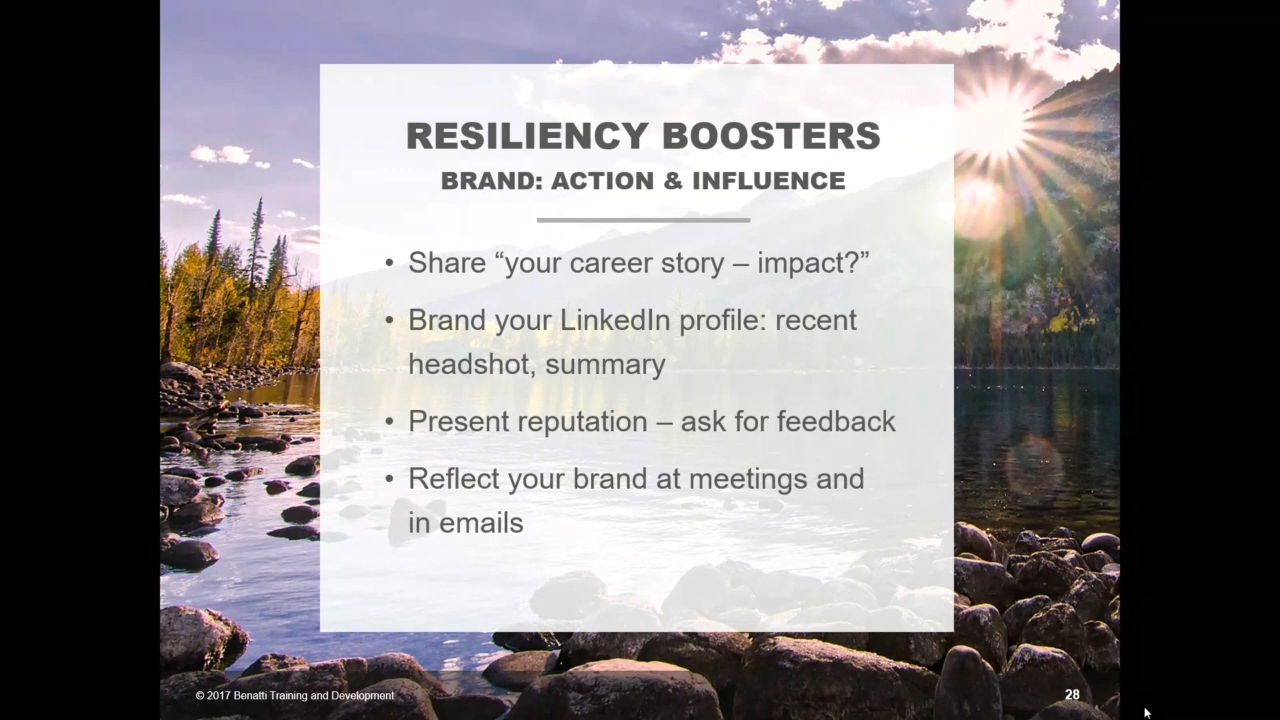 RESILIENCY BOOSTERS
BRAND: ACTION & INFLUENCE
• Share “your career story – impact?”
• Brand your LinkedIn profile: recent
headshot, summary
• Present reputation – ask for feedback
• Reflect your brand at meetings and
in emails
© 2017 Benatti Training and Development
28